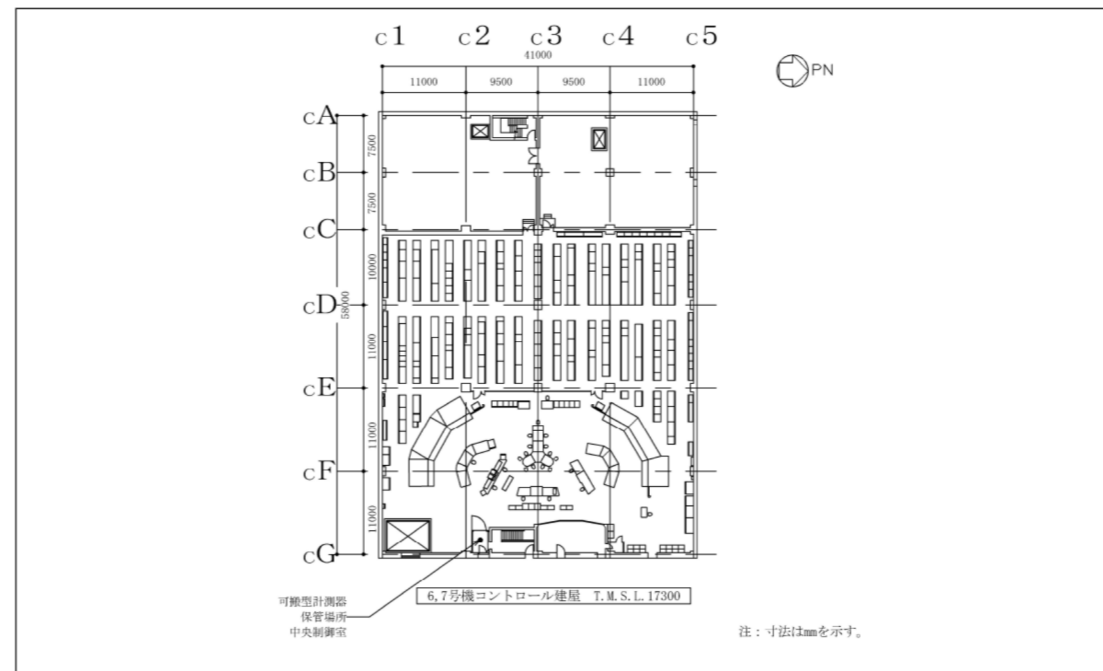 C1 C2 C3 C4 C5
41000
11000 9500 9500 11000
PN
CA
7500
CB
7500
CC
10000
CD
58000
11000
CE
11000
CF
11000
CG
可搬型計測器
保管場所
中央制御室
6,7号機コントロール建屋 T.M.S.L.17300
注：寸法は㎜を示す。